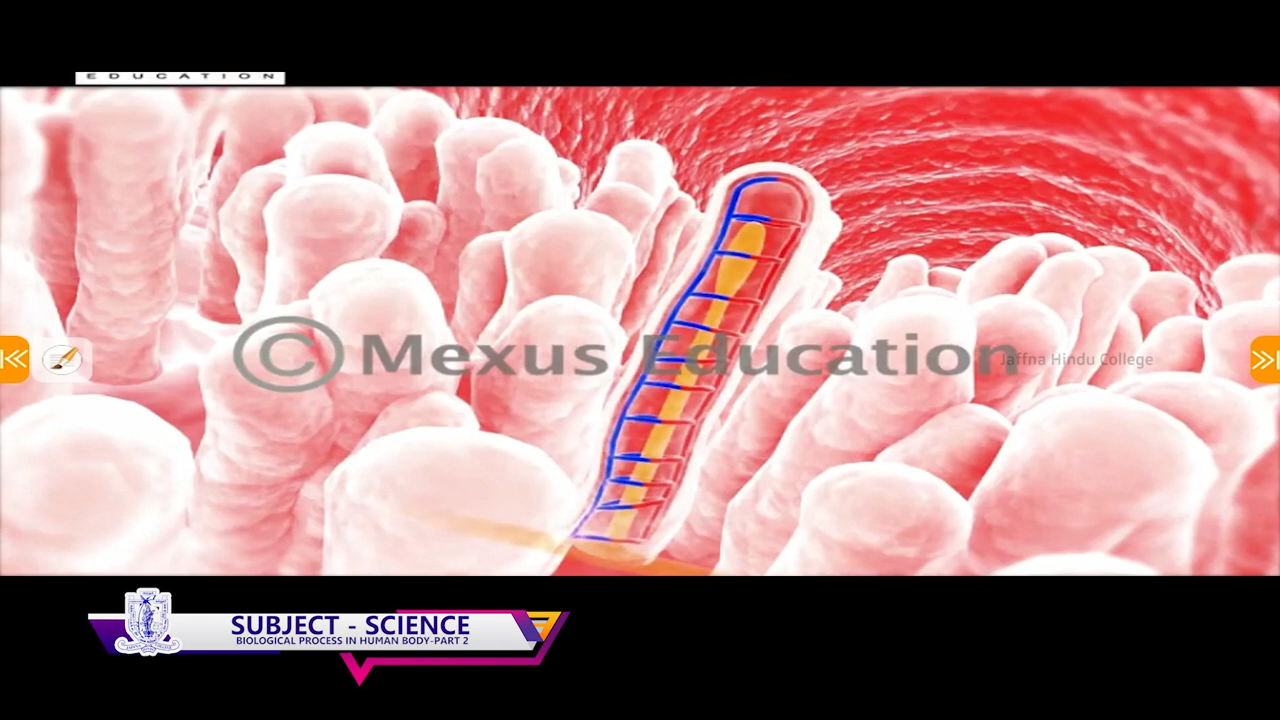 EDUCATION
© Mexus Education
Jaffna Hindu College
SUBJECT - SCIENCE
BIOLOGICAL PROCESS IN HUMAN BODY-PART 2